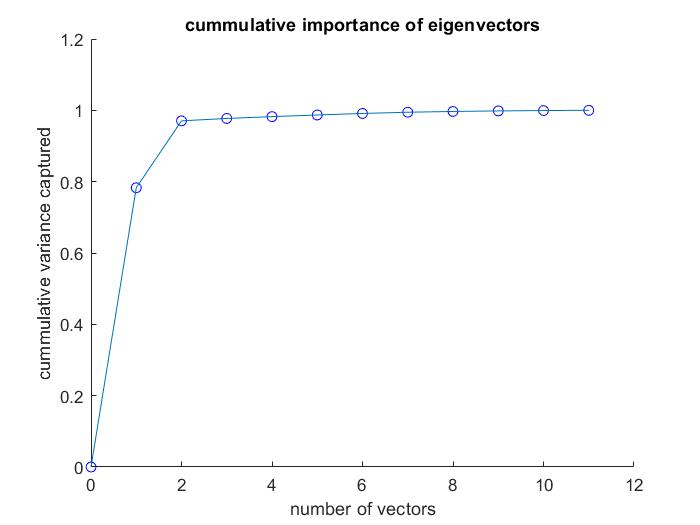 cummulative importance of eigenvectors
1.2
1
0.8
0.6
0.4
0.2
0
cummulative variance captured
0 2 4 6 8 10 12
number of vectors